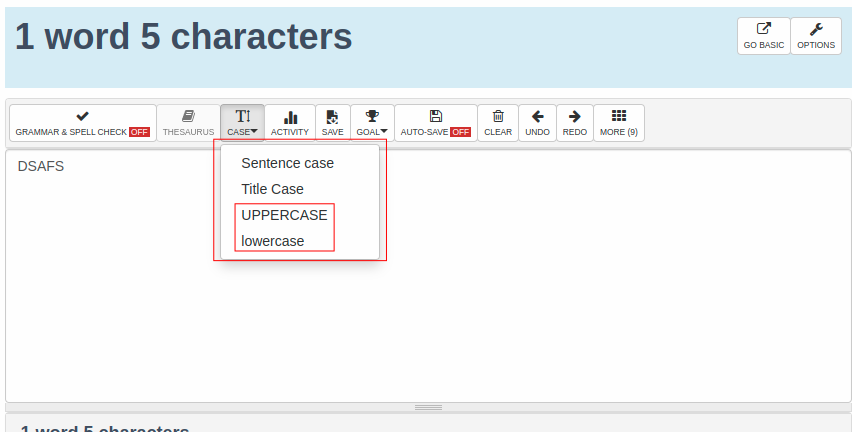 1 word 5 characters
GO BASIC OPTIONS
GRAMMAR & SPELL CHECK OFF THESAURUS CASE ACTIVITY SAVE GOAL AUTO-SAVE OFF CLEAR UNDO REDO MORE (9)
DSAFS
Sentence case
Title Case
UPPERCASE
lowercase
1 word 5 characters